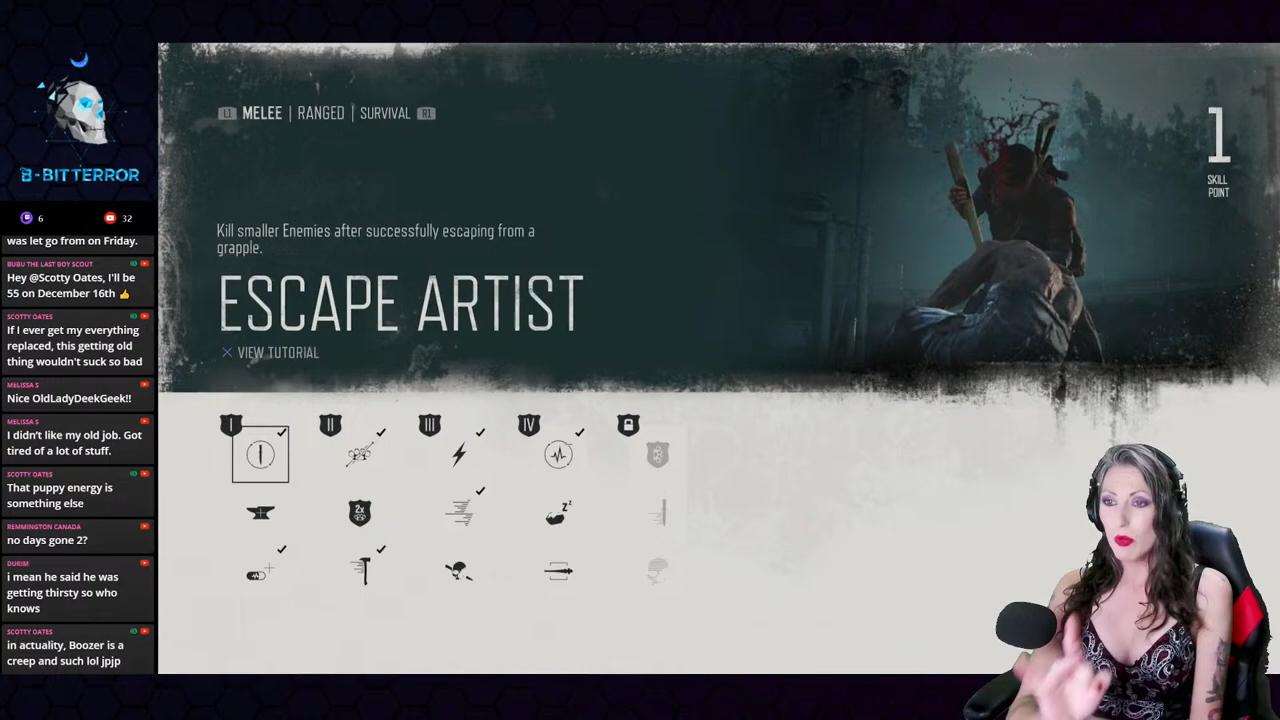 B-BITTERROR
6
32
was let go from on Friday.
BUBU THE LAST BOY SCOUT
Hey @Scotty Oates, I'll be
55 on December 16th 👍
SCOTTY OATES
If I ever get my everything
replaced, this getting old
thing wouldn't suck so bad
MELISSA S
Nice OldLadyDeekGeek!!
MELISSA S
I didn't like my old job. Got
tired of a lot of stuff.
SCOTTY OATES
That puppy energy is
something else
REMMINGTON CANADA
no days gone 2?
DURIM
i mean he said he was
getting thirsty so who
knows
SCOTTY OATES
in actuality, Boozer is a
creep and such lol jpjp
L1 MELEE | RANGED | SURVIVAL R1
1
SKILL
POINT
Kill smaller Enemies after successfully escaping from a
grapple.
ESCAPE ARTIST
VIEW TUTORIAL
I II III IV
2x
Z Z